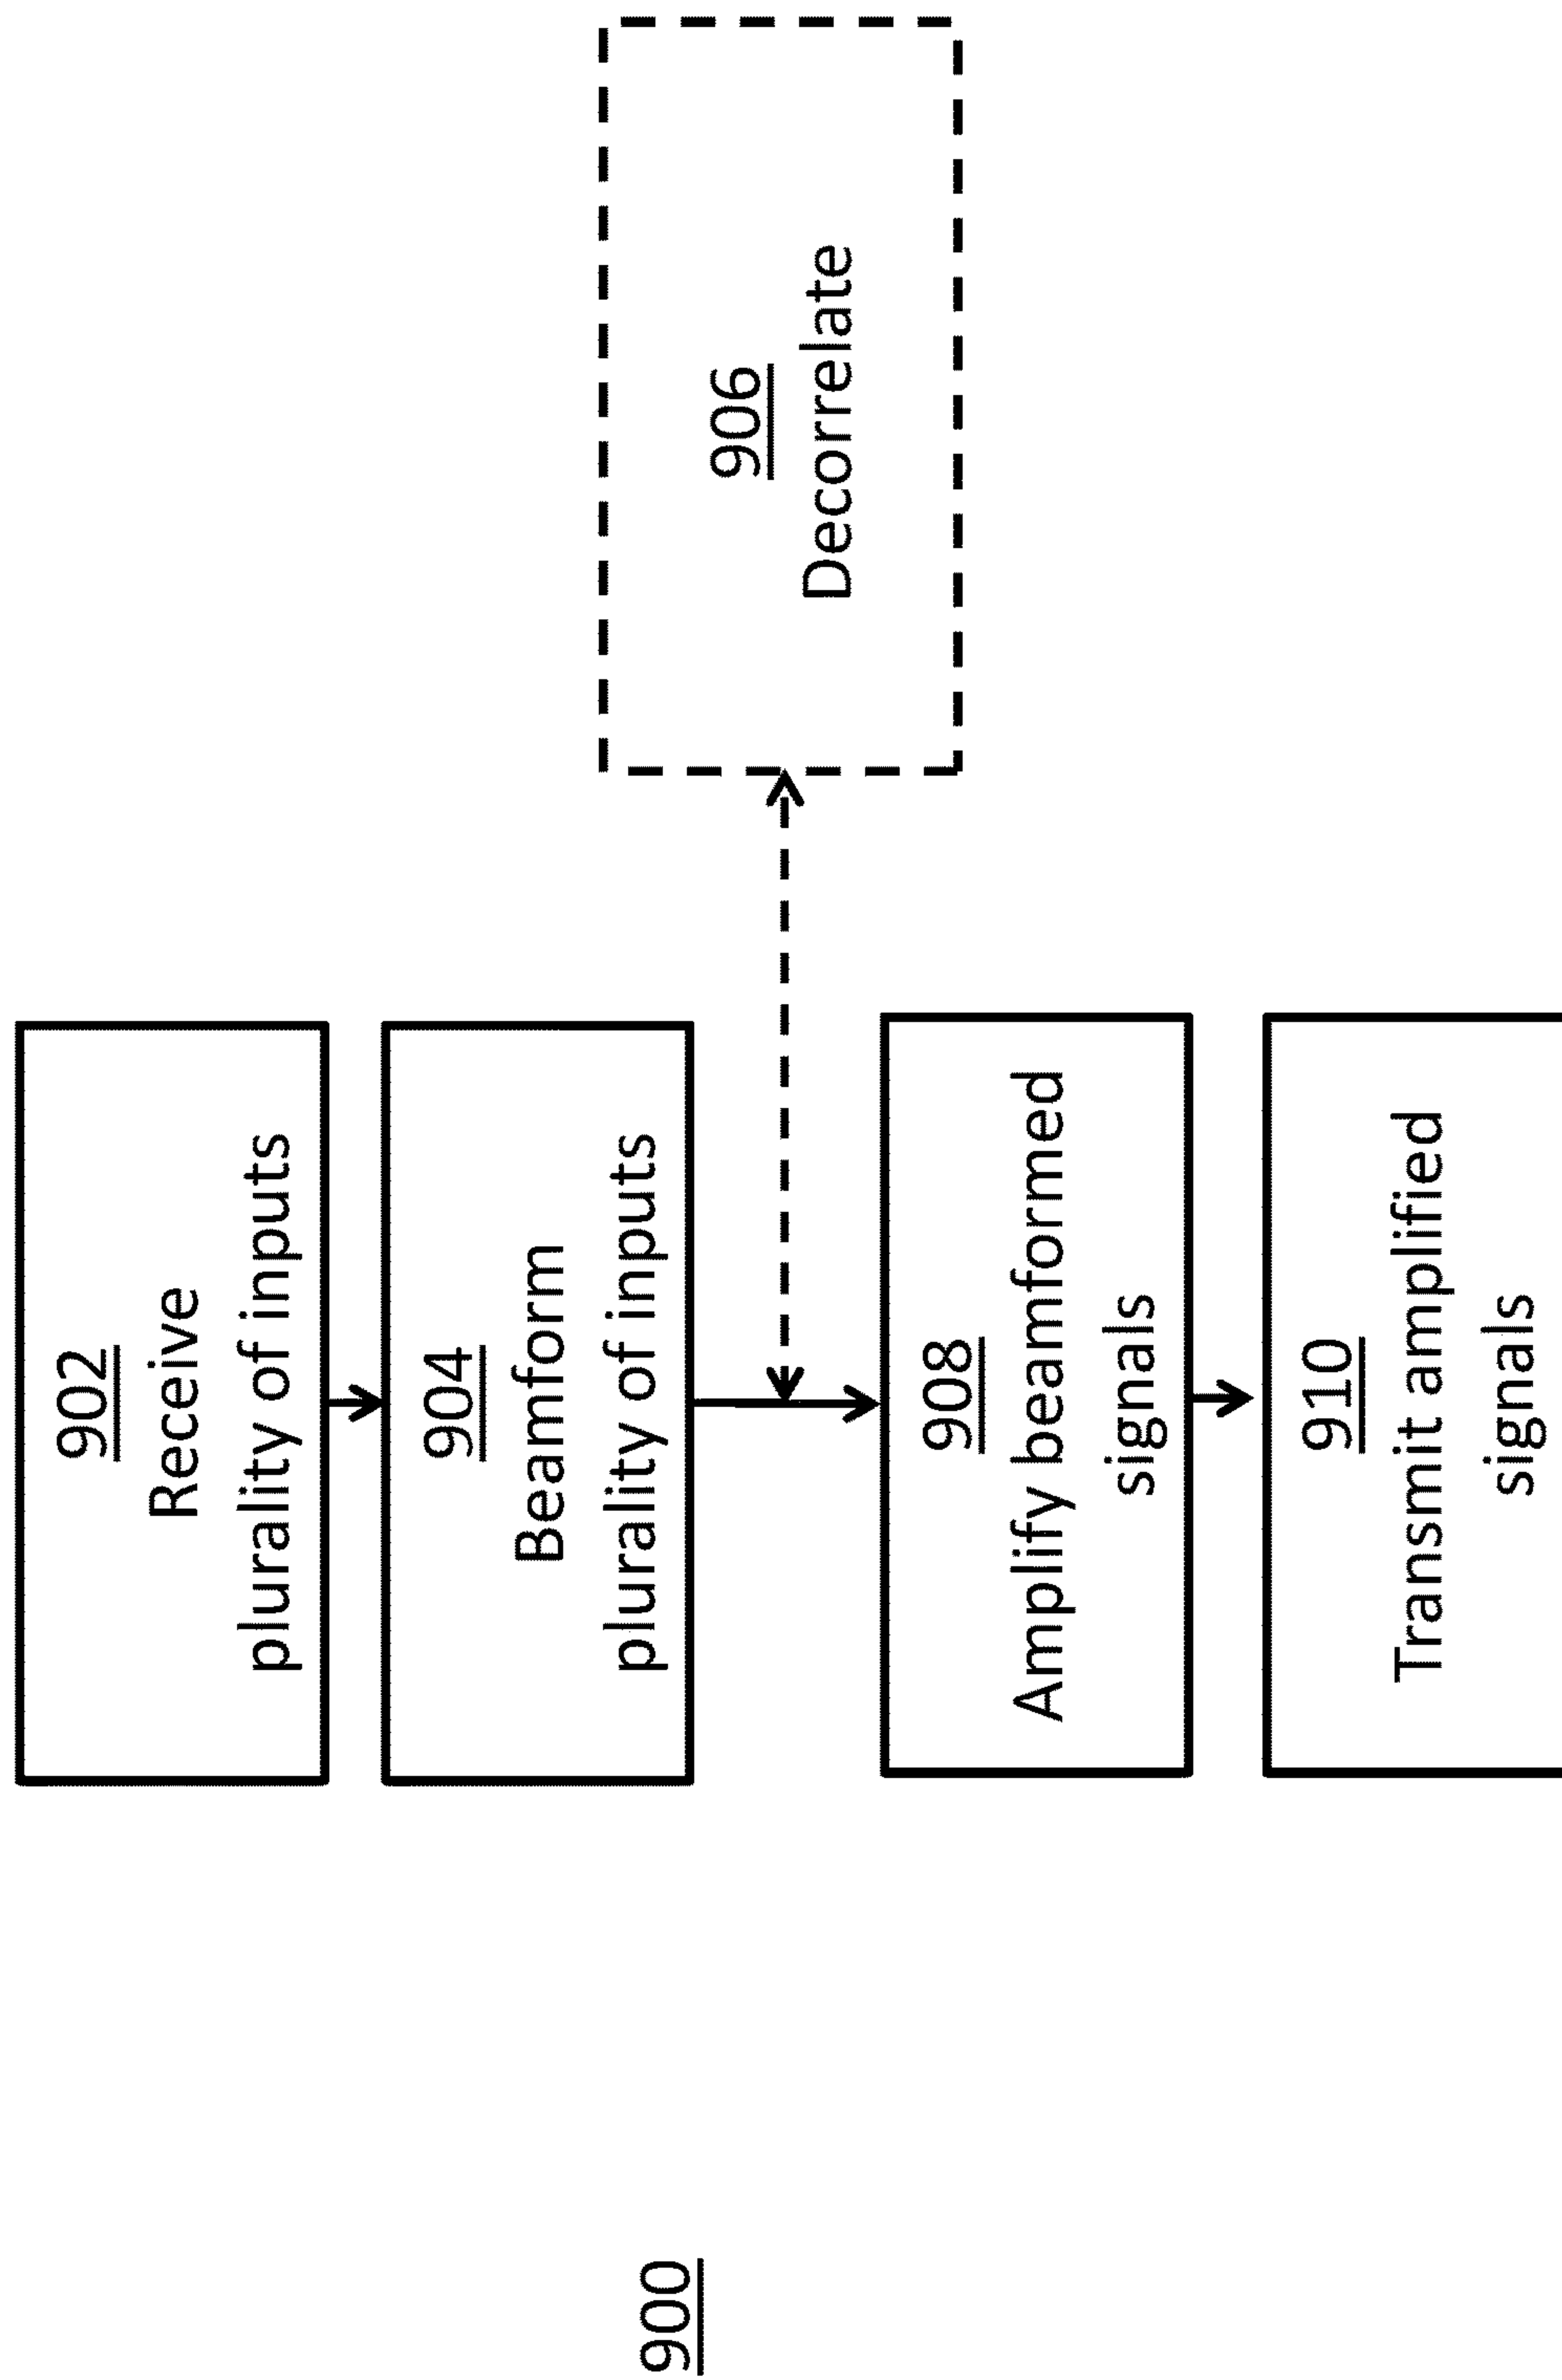 900
902
Receive
plurality of inputs
904
Beamform
plurality of inputs
906
Decorrelate
908
Amplify beamformed
signals
910
Transmit amplified
signals